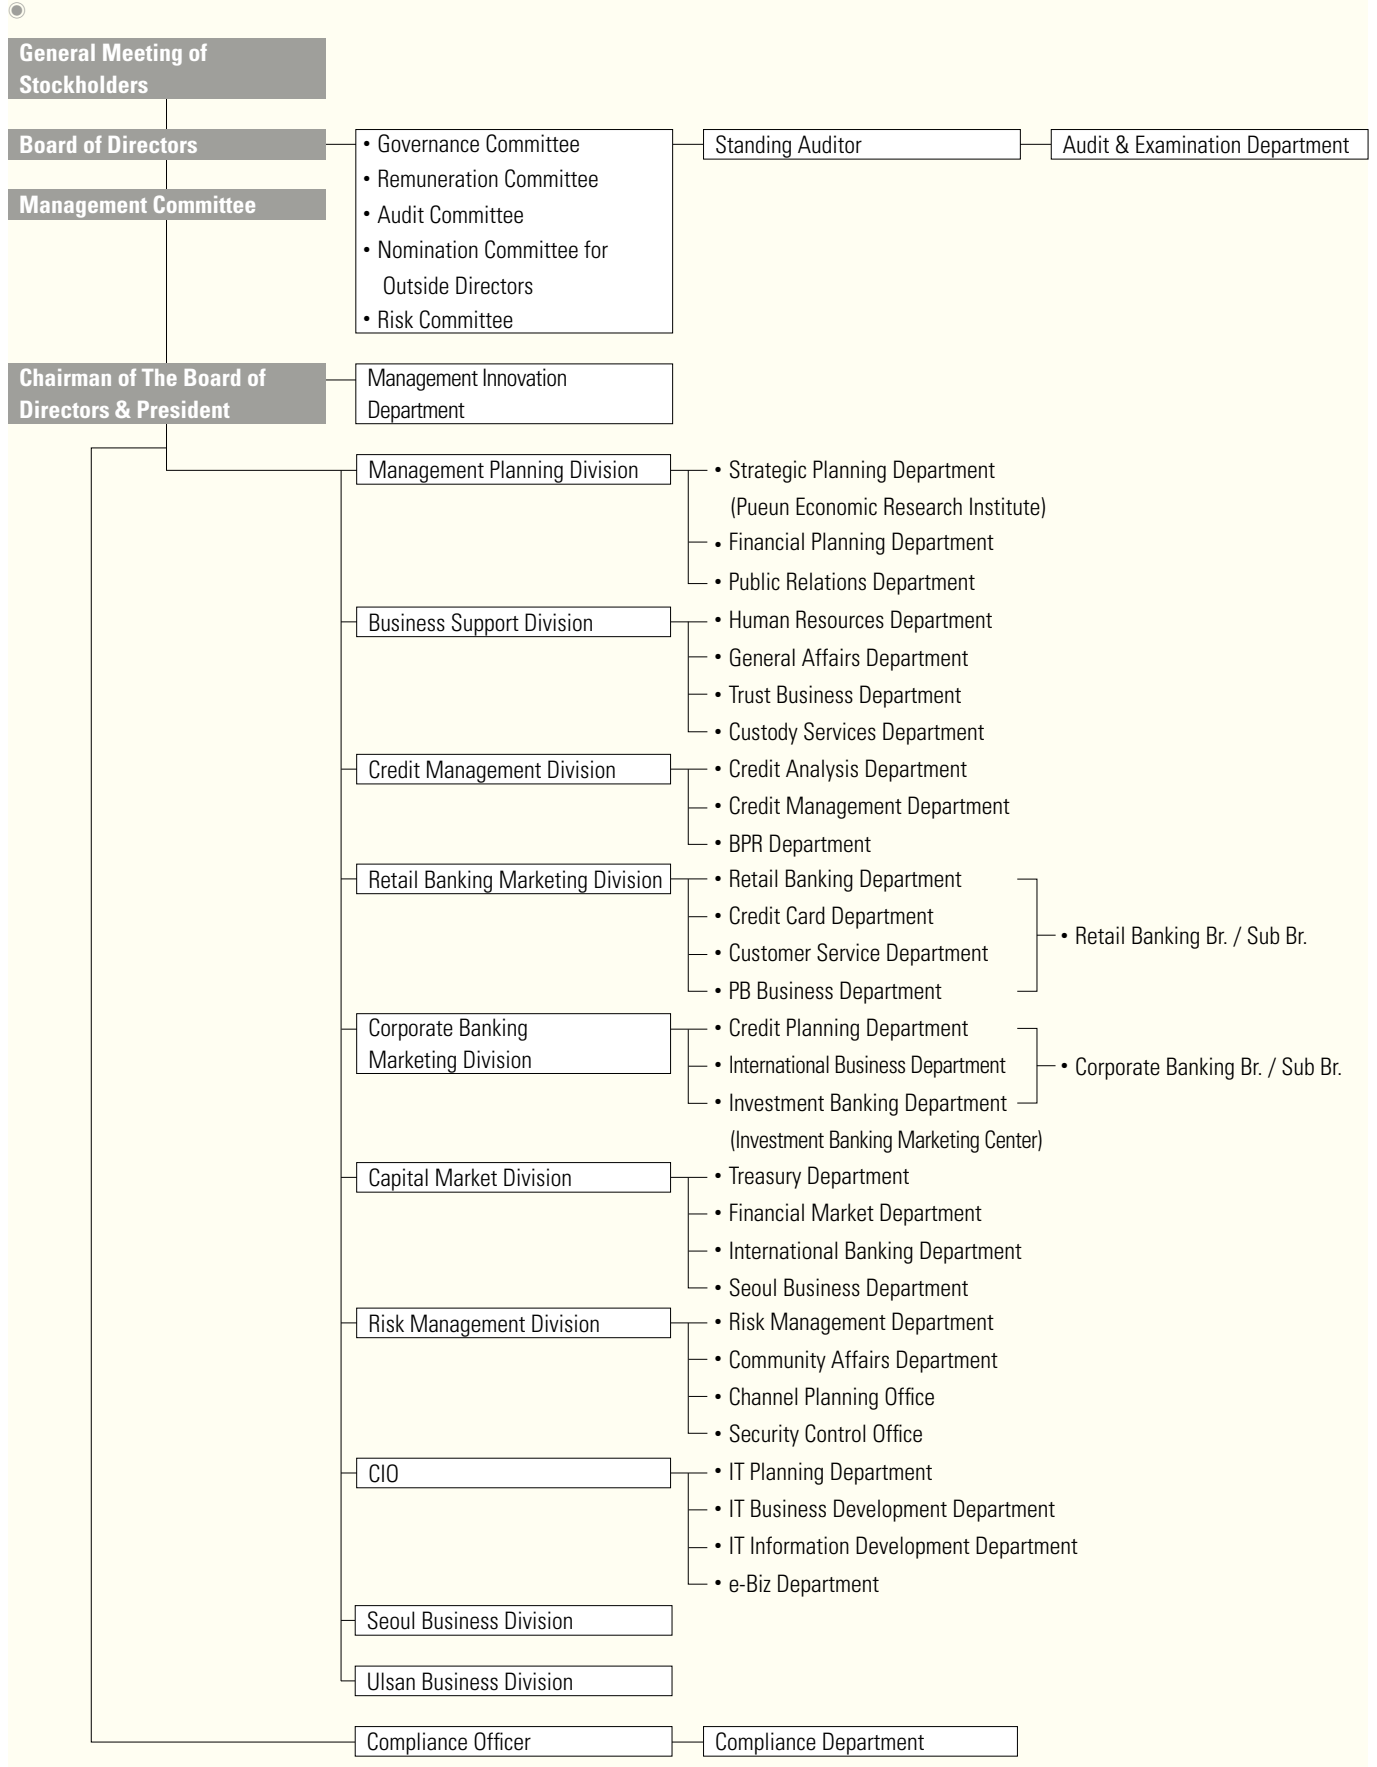 General Meeting of
Stockholders
Board of Directors
• Governance Committee
• Remuneration Committee
• Audit Committee
• Nomination Committee for
Outside Directors
• Risk Committee
Standing Auditor
Audit & Examination Department
Management Committee
Chairman of The Board of
Directors & President
Management Innovation
Department
Management Planning Division
• Strategic Planning Department
(Pueun Economic Research Institute)
• Financial Planning Department
• Public Relations Department
Business Support Division
• Human Resources Department
• General Affairs Department
• Trust Business Department
• Custody Services Department
Credit Management Division
• Credit Analysis Department
• Credit Management Department
• BPR Department
Retail Banking Marketing Division
• Retail Banking Department
• Credit Card Department
• Customer Service Department
• PB Business Department
• Retail Banking Br. / Sub Br.
Corporate Banking
Marketing Division
• Credit Planning Department
• International Business Department
• Investment Banking Department
(Investment Banking Marketing Center)
• Corporate Banking Br. / Sub Br.
Capital Market Division
• Treasury Department
• Financial Market Department
• International Banking Department
• Seoul Business Department
Risk Management Division
• Risk Management Department
• Community Affairs Department
• Channel Planning Office
• Security Control Office
CIO
• IT Planning Department
• IT Business Development Department
• IT Information Development Department
• e-Biz Department
Seoul Business Division
Ulsan Business Division
Compliance Officer
Compliance Department